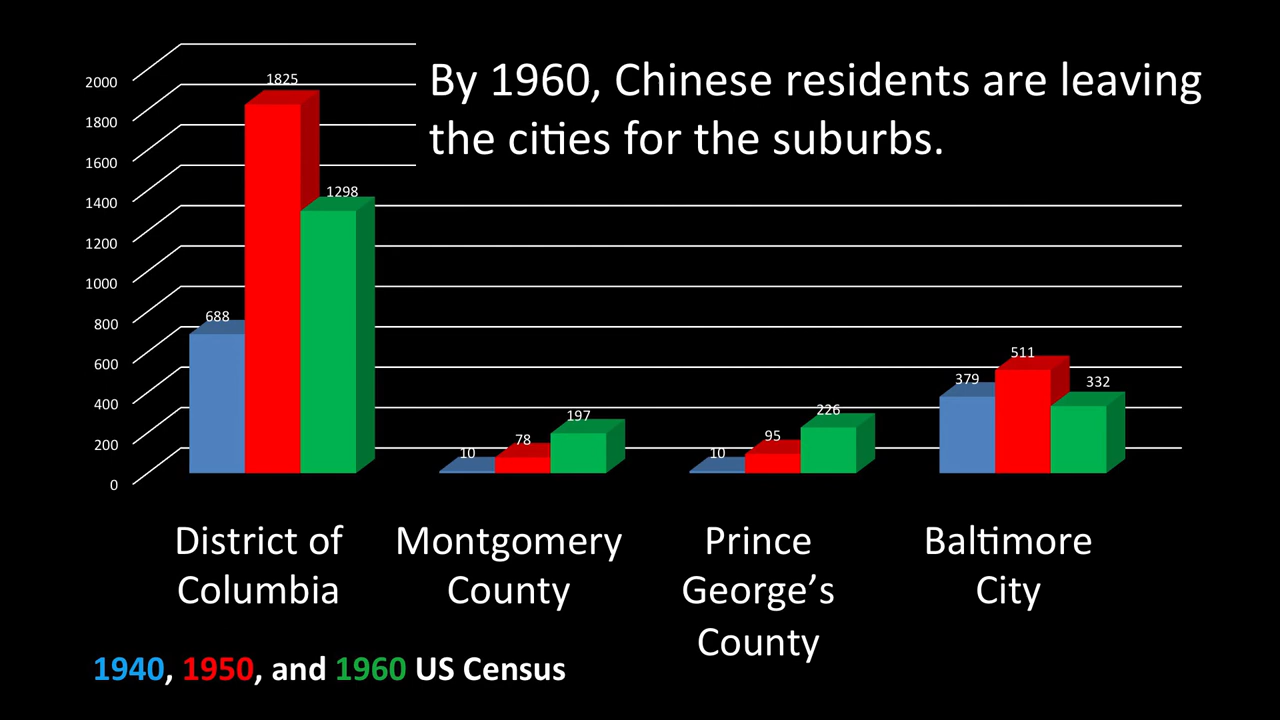 By 1960, Chinese residents are leaving
the cities for the suburbs.
2000
1800
1600
1400
1200
1000
800
600
400
200
0
688
1825
1298
10
78
197
10
95
226
379
511
332
District of
Columbia
Montgomery
County
Prince
George’s
County
Baltimore
City
1940, 1950, and 1960 US Census